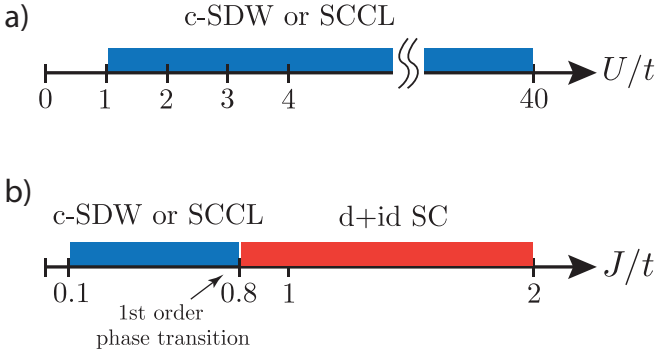 a)
c-SDW or SCCL
0 1 2 3 4 40 U/t
b)
c-SDW or SCCL d+id SC
0.1 0.8 1 2 J/t
1st order
phase transition